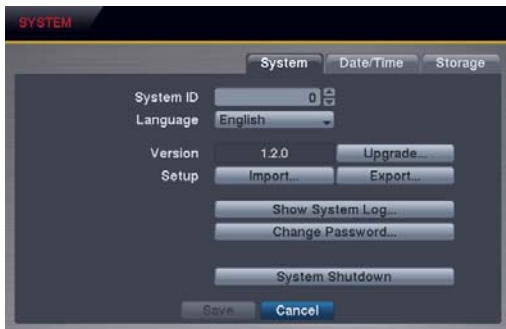 SYSTEM
System Date/Time Storage
System ID 0
Language English
Version 1.2.0 Upgrade...
Setup Import... Export...
Show System Log...
Change Password...
System Shutdown
Save Cancel